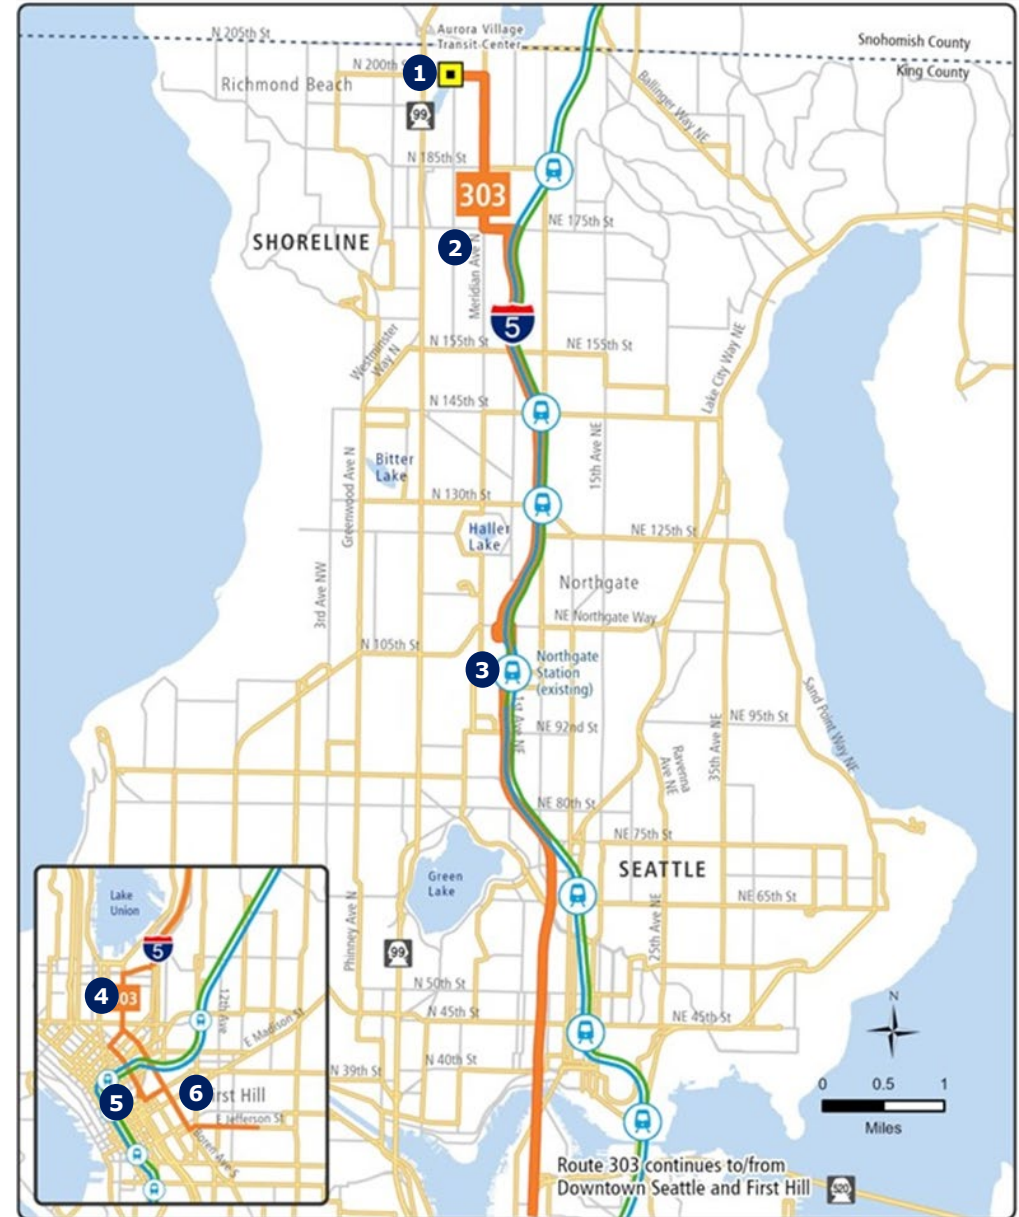 N 205th St
Aurora Village
Transit Center
Snohomish County
King County
N 200th S
1
Richmond Beach
Ballinger Way NE
99
N 185th St
303
NE 175th St
SHORELINE
2
Meridian Ave N
5
Westminster
Way N
N 155th St
NE 155th St
Lake City Way NE
N 145th St
15th Ave NE
Bitter
Lake
Greenwood Ave N
N 130th St
Haller
Lake
NE 125th St
3rd Ave NW
Northgate
NE Northgate Way
N 105th St
3
Northgate
Station
(existing)
1st Ave NE
NE 92nd St
NE 95th St
Sand Point Way NE
35th Ave NE
Ravenna
Ave NE
NE 80th St
NE 75th St
SEATTLE
Green
Lake
NE 65th St
25th Ave NE
Phinney Ave N
99
N 50th St
N 45th St
NE 45th St
N 40th St
N 39th St
N
0 0.5 1
Miles
Route 303 continues to/from
Downtown Seattle and First Hill
520
Lake
Union
5
4
03
12th Ave
E Madison St
5
6
irst Hill
E Jefferson St
Boren Ave S